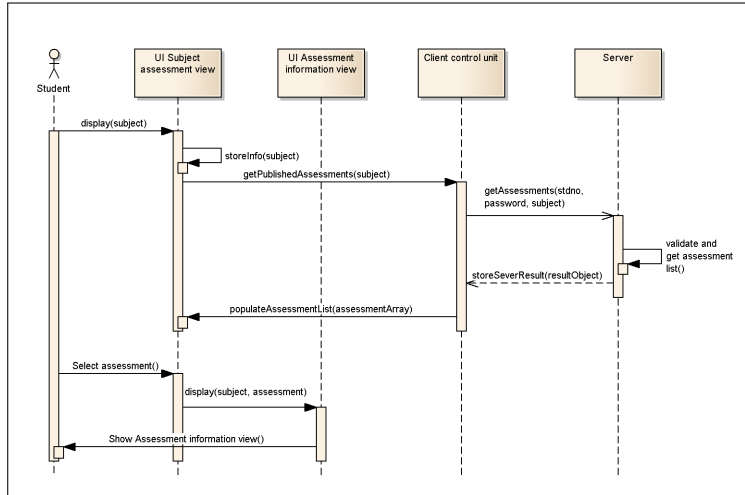 UI Subject
assessment view
UI Assessment
information view
Client control unit
Server
Student
display(subject)
storeInfo(subject)
getPublishedAssessments(subject)
getAssessments(stdno,
password, subject)
validate and
get assessment
list()
storeSeverResult(resultObject)
populateAssessmentList(assessmentArray)
Select assessment()
display(subject, assessment)
Show Assessment information view()